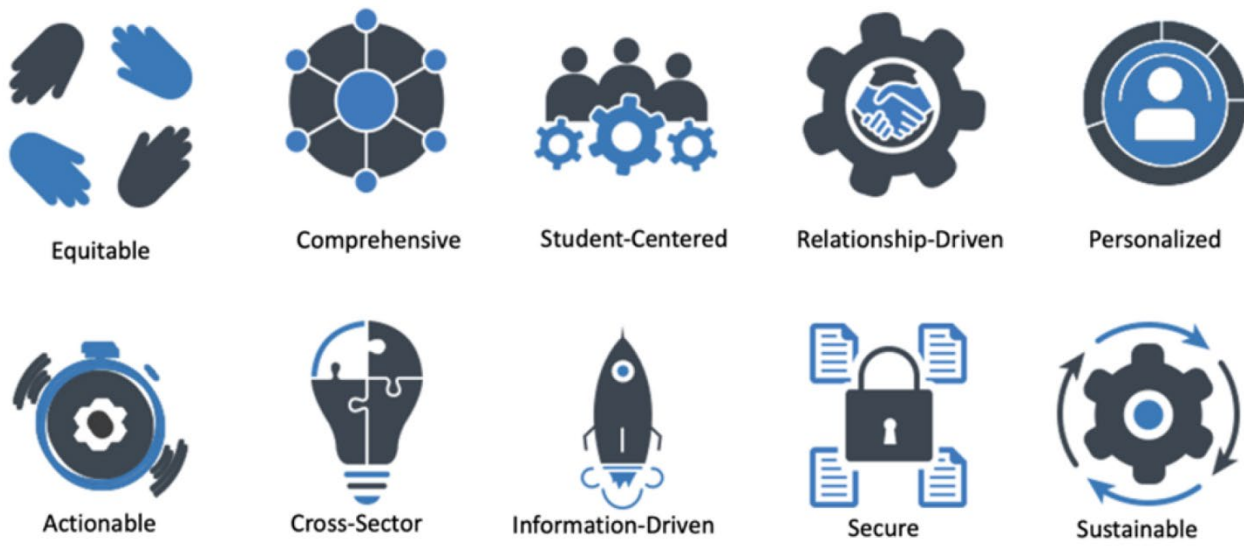 Equitable
Comprehensive
Student-Centered
Relationship-Driven
Personalized
Actionable
Cross-Sector
Information-Driven
Secure
Sustainable